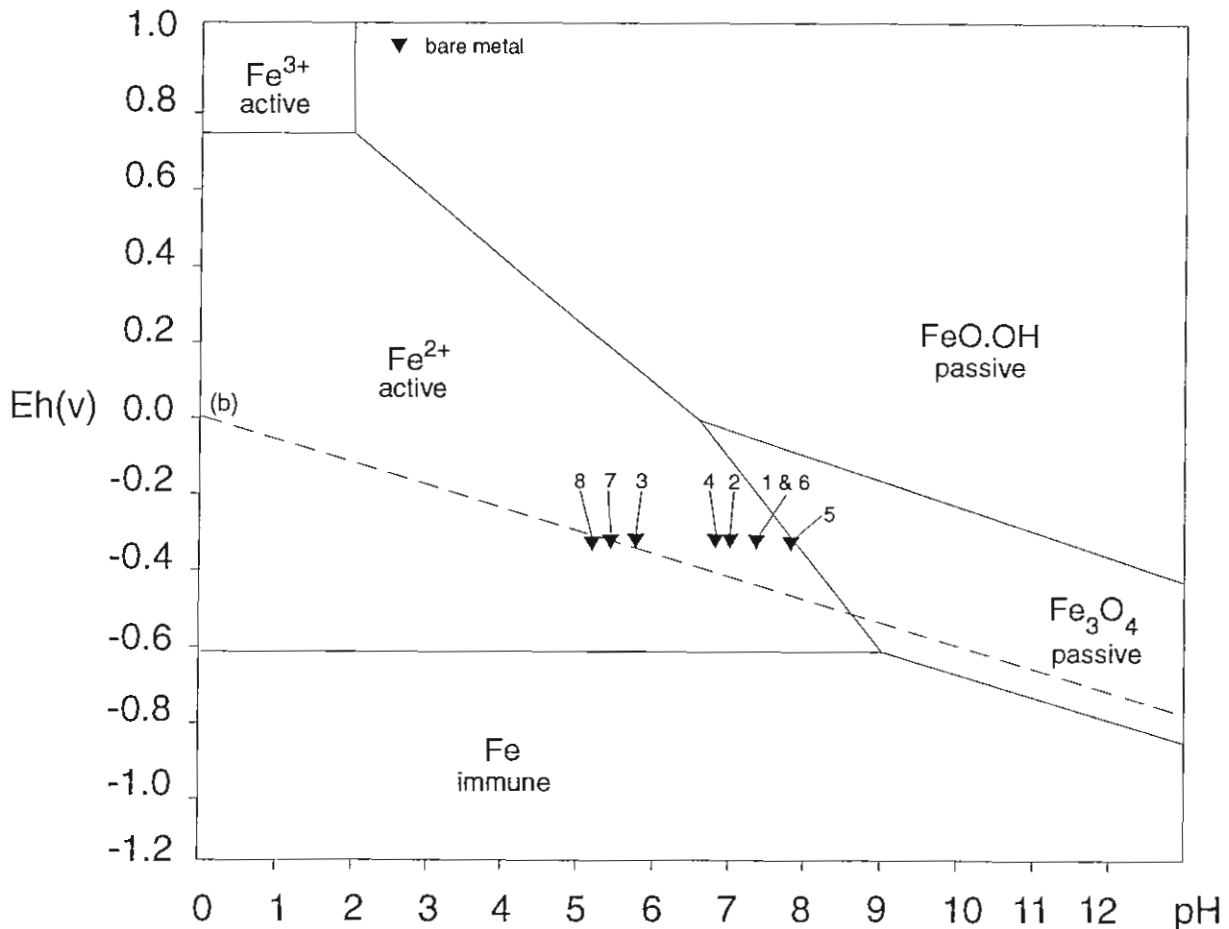 1.0
bare metal
Fe³⁺
active
0.8
0.6
0.4
0.2
FeO.OH
passive
Fe²⁺
active
Eh(v)
0.0
(b)
-0.2
8 7 3 4 2 1 & 6
5
-0.4
Fe₃O₄
passive
-0.6
-0.8
Fe
immune
-1.0
-1.2
0 1 2 3 4 5 6 7 8 9 10 11 12 pH